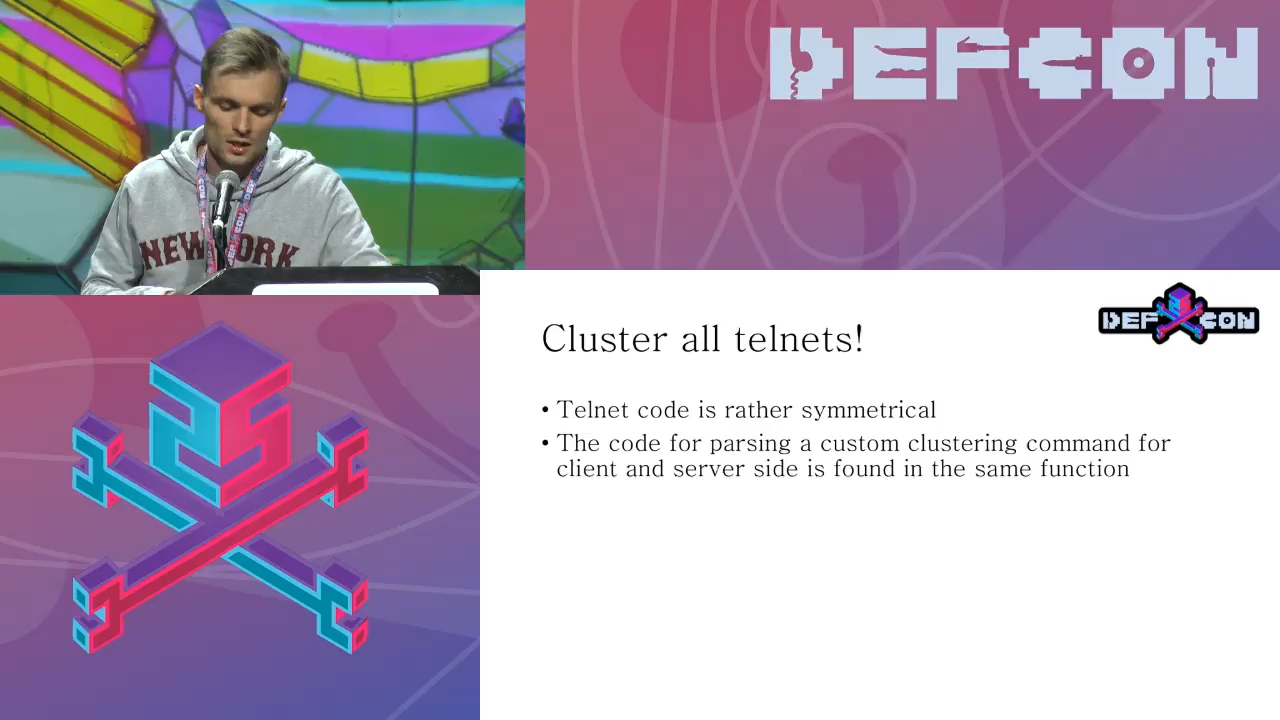 DEFCON
NEW YORK
DEF CON
Cluster all telnets!
• Telnet code is rather symmetrical
• The code for parsing a custom clustering command for
client and server side is found in the same function